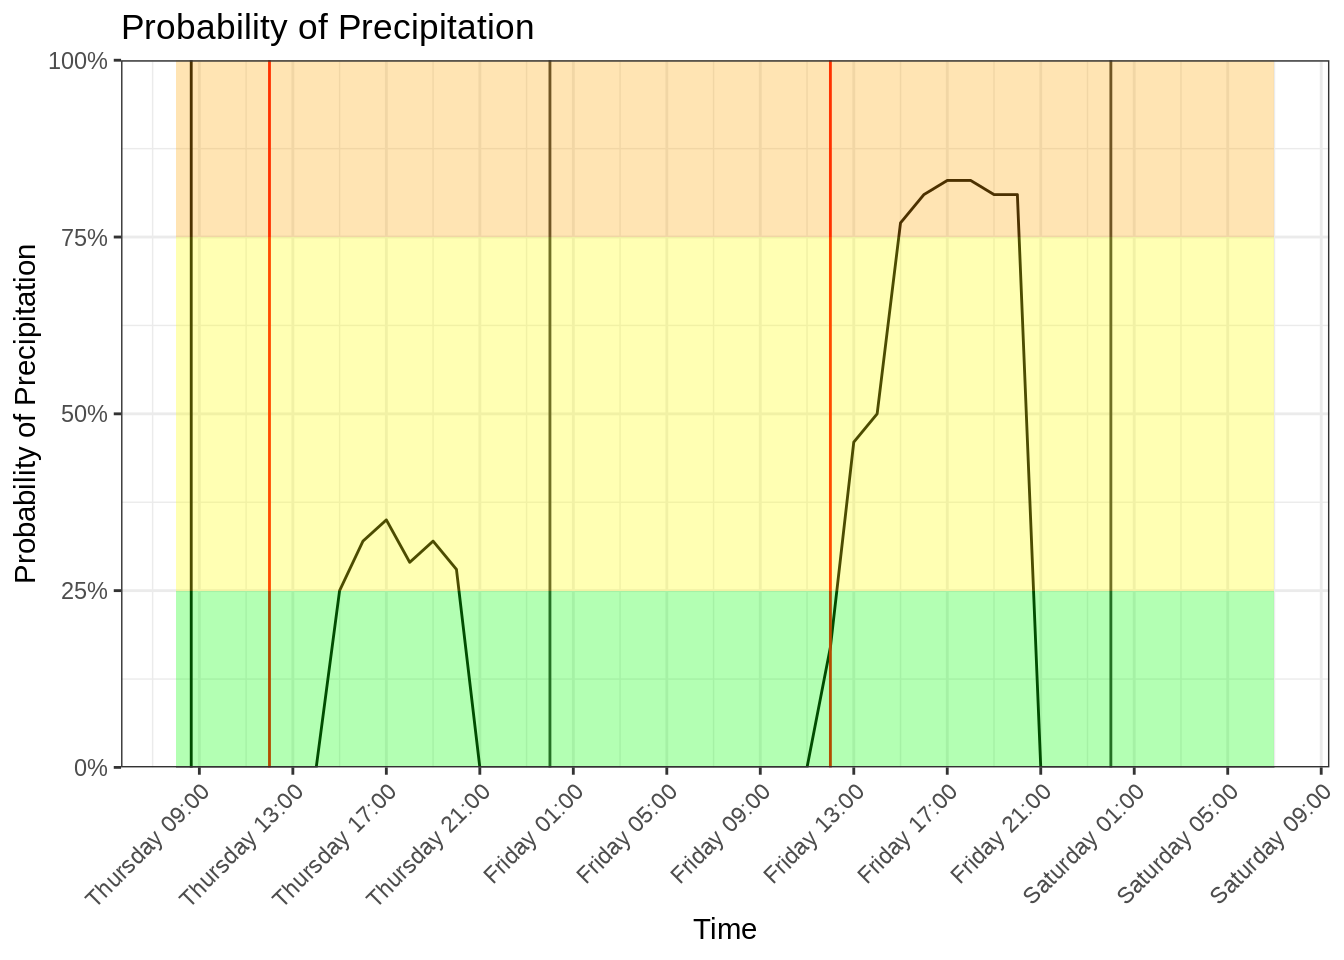 Probability of Precipitation
100%
75%
50%
25%
0%
Probability of Precipitation
Thursday 09:00
Thursday 13:00
Thursday 17:00
Thursday 21:00
Friday 01:00
Friday 05:00
Friday 09:00
Friday 13:00
Friday 17:00
Friday 21:00
Saturday 01:00
Saturday 05:00
Saturday 09:00
Time